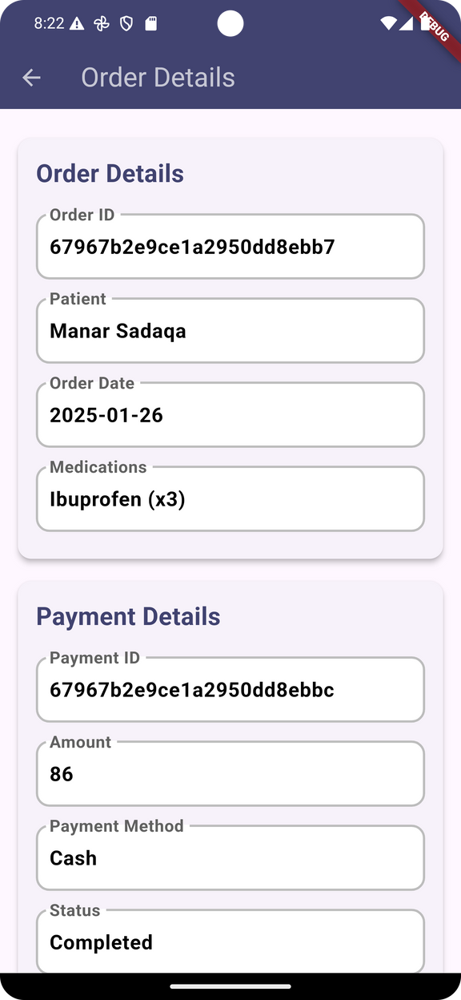 8:22
DEBUG
Order Details
Order Details
Order ID
67967b2e9ce1a2950dd8ebb7
Patient
Manar Sadaqa
Order Date
2025-01-26
Medications
Ibuprofen (x3)
Payment Details
Payment ID
67967b2e9ce1a2950dd8ebbc
Amount
86
Payment Method
Cash
Status
Completed